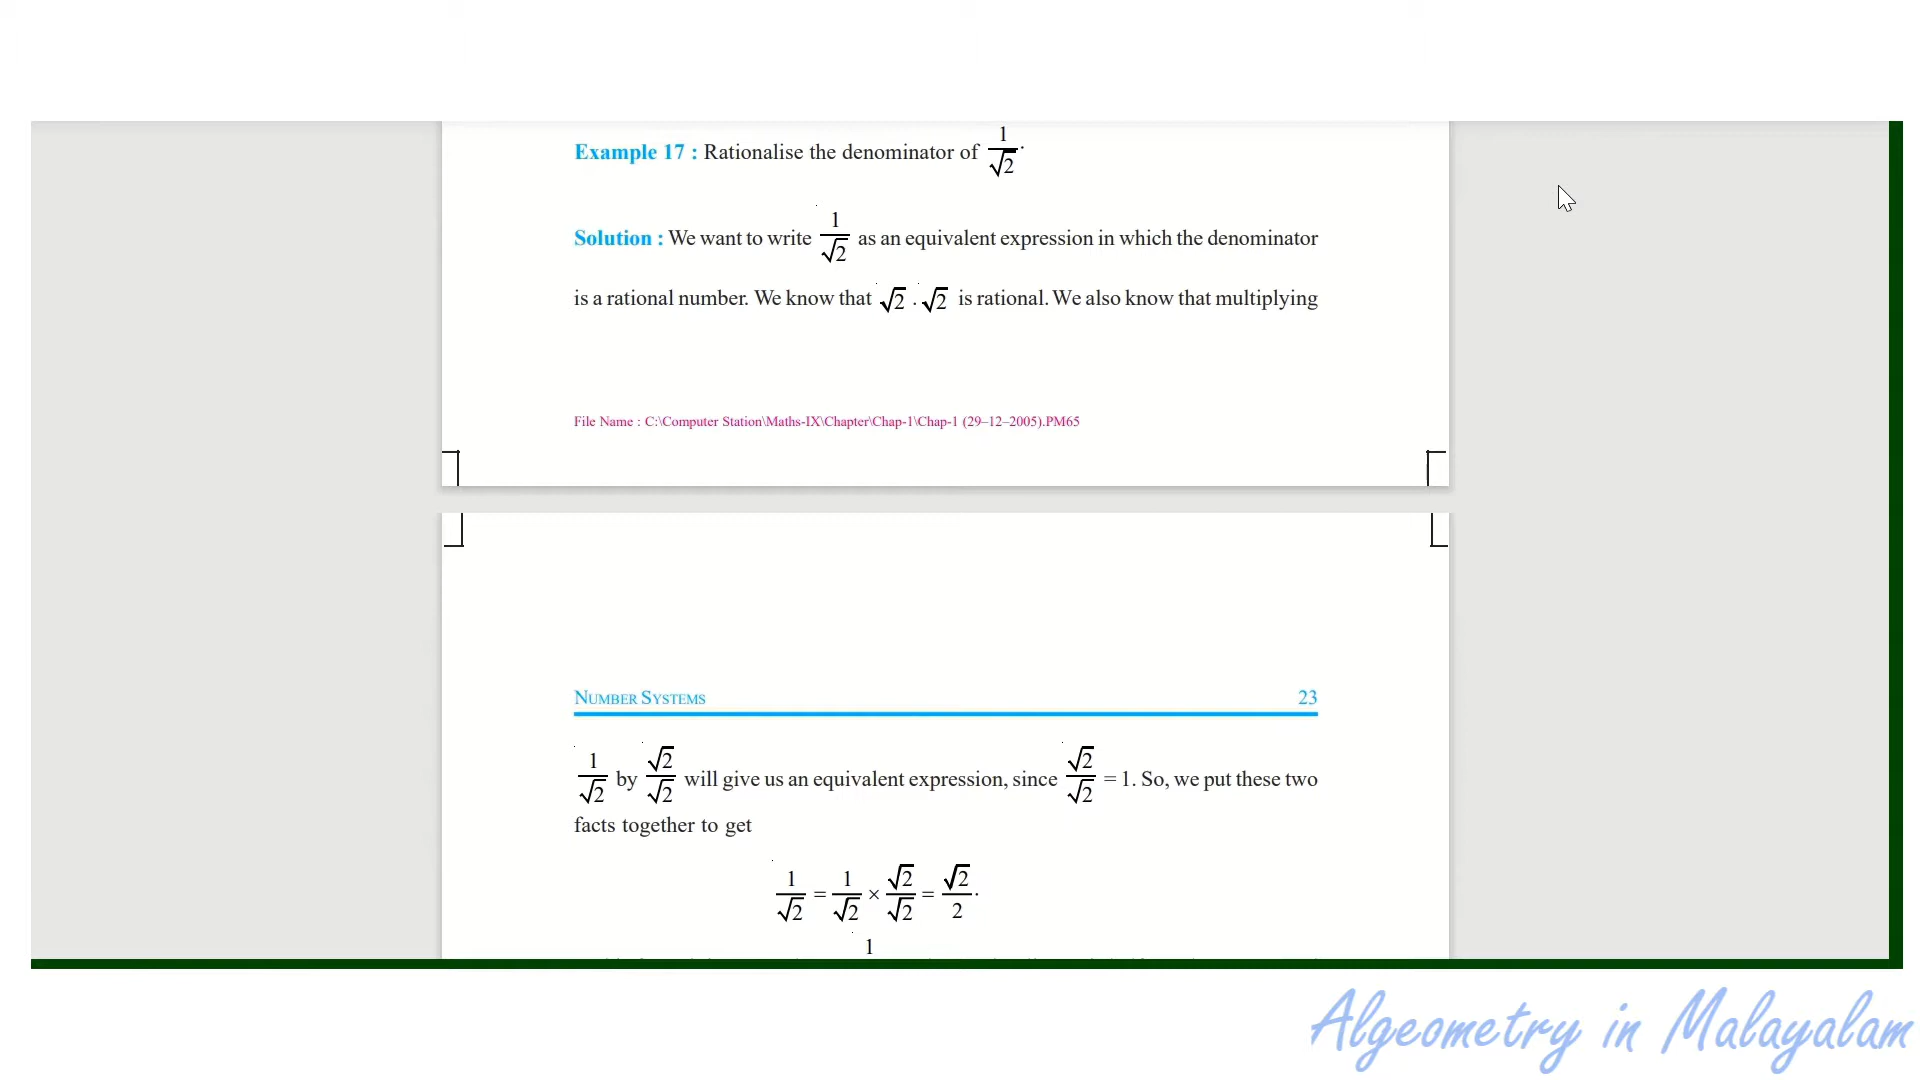 Example 17 : Rationalise the denominator of 1/√2.
Solution : We want to write 1/√2 as an equivalent expression in which the denominator
is a rational number. We know that √2 . √2 is rational. We also know that multiplying
File Name : C:\Computer Station\Maths-IX\Chapter\Chap-1\Chap-1 (29–12–2005).PM65
NUMBER SYSTEMS 23
1/√2 by √2/√2 will give us an equivalent expression, since √2/√2 = 1. So, we put these two
facts together to get
1/√2 = 1/√2 × √2/√2 = √2/2.
1
Algeometry in Malayalam